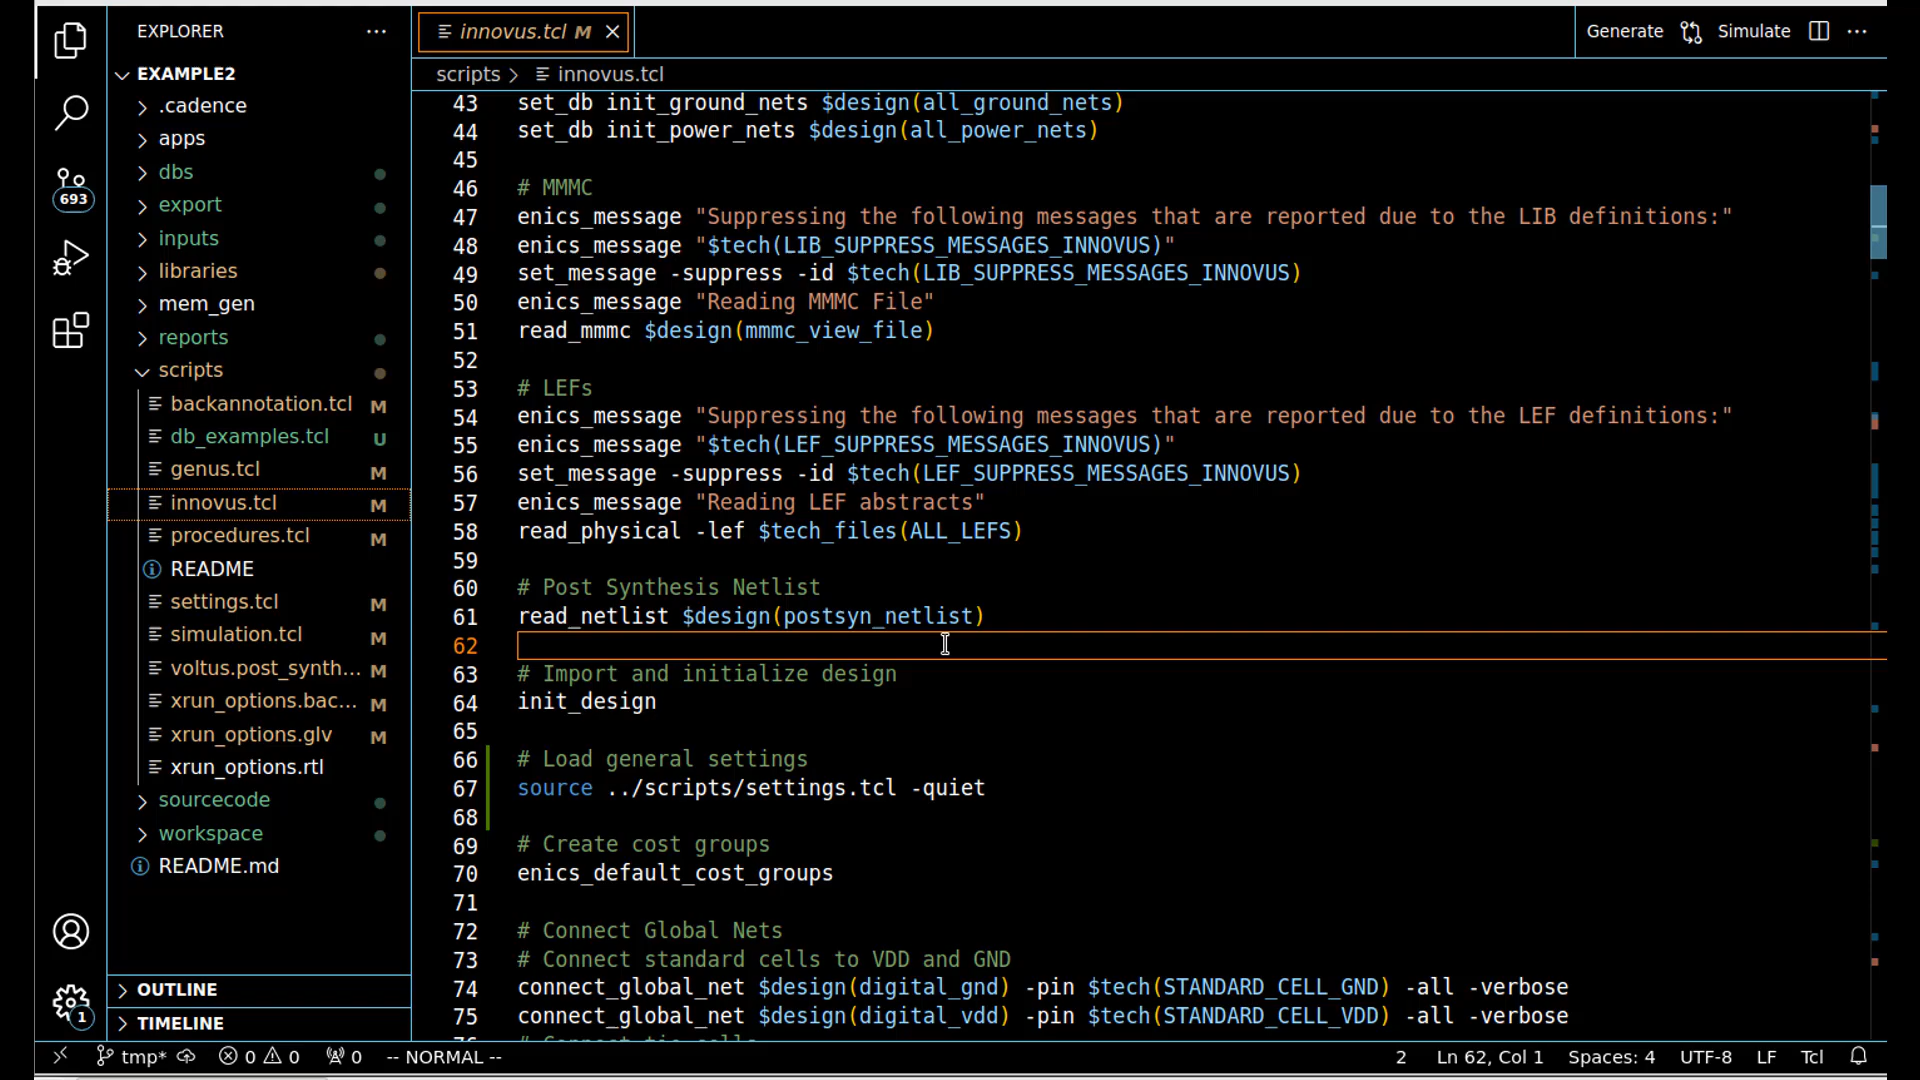 EXPLORER
EXAMPLE2
.cadence
apps
dbs
export
inputs
libraries
mem_gen
reports
scripts
backannotation.tcl M
db_examples.tcl U
genus.tcl M
innovus.tcl M
procedures.tcl M
README
settings.tcl M
simulation.tcl M
voltus.post_synth... M
xrun_options.bac... M
xrun_options.glv M
xrun_options.rtl
sourcecode
workspace
README.md
OUTLINE
TIMELINE
693
1
innovus.tcl M
Generate Simulate
scripts > innovus.tcl
43 set_db init_ground_nets $design(all_ground_nets)
44 set_db init_power_nets $design(all_power_nets)
45
46 # MMMC
47 enics_message "Suppressing the following messages that are reported due to the LIB definitions:"
48 enics_message "$tech(LIB_SUPPRESS_MESSAGES_INNOVUS)"
49 set_message -suppress -id $tech(LIB_SUPPRESS_MESSAGES_INNOVUS)
50 enics_message "Reading MMMC File"
51 read_mmmc $design(mmmc_view_file)
52
53 # LEFs
54 enics_message "Suppressing the following messages that are reported due to the LEF definitions:"
55 enics_message "$tech(LEF_SUPPRESS_MESSAGES_INNOVUS)"
56 set_message -suppress -id $tech(LEF_SUPPRESS_MESSAGES_INNOVUS)
57 enics_message "Reading LEF abstracts"
58 read_physical -lef $tech_files(ALL_LEFS)
59
60 # Post Synthesis Netlist
61 read_netlist $design(postsyn_netlist)
62
63 # Import and initialize design
64 init_design
65
66 # Load general settings
67 source ../scripts/settings.tcl -quiet
68
69 # Create cost groups
70 enics_default_cost_groups
71
72 # Connect Global Nets
73 # Connect standard cells to VDD and GND
74 connect_global_net $design(digital_gnd) -pin $tech(STANDARD_CELL_GND) -all -verbose
75 connect_global_net $design(digital_vdd) -pin $tech(STANDARD_CELL_VDD) -all -verbose
tmp* 0 0 0 -- NORMAL -- 2 Ln 62, Col 1 Spaces: 4 UTF-8 LF Tcl